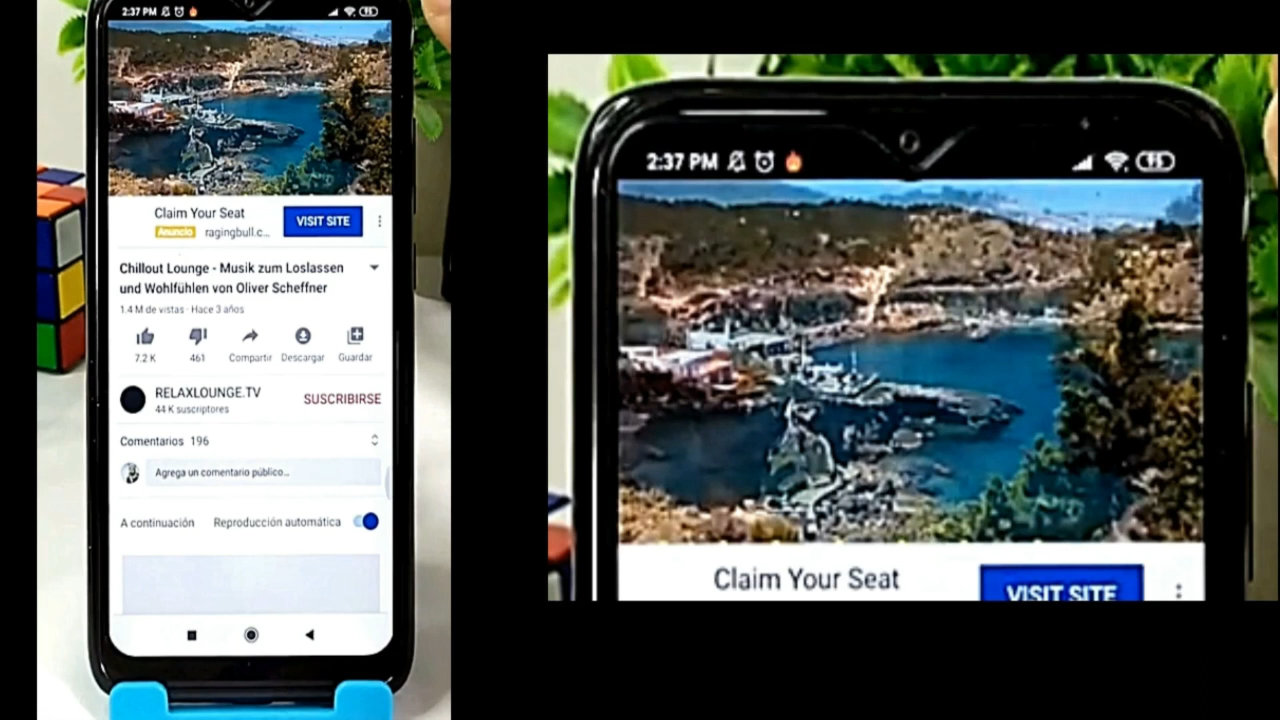 2:37 PM
Claim Your Seat
VISIT SITE
Anuncio ragingbull.c...
Chillout Lounge - Musik zum Loslassen
und Wohlfühlen von Oliver Scheffner
1.4 M de vistas · Hace 3 años
7.2 K 461 Compartir Descargar Guardar
RELAXLOUNGE.TV
SUSCRIBIRSE
44 K suscriptores
Comentarios 196
Agrega un comentario público...
A continuación Reproducción automática
2:37 PM
Claim Your Seat
VISIT SITE